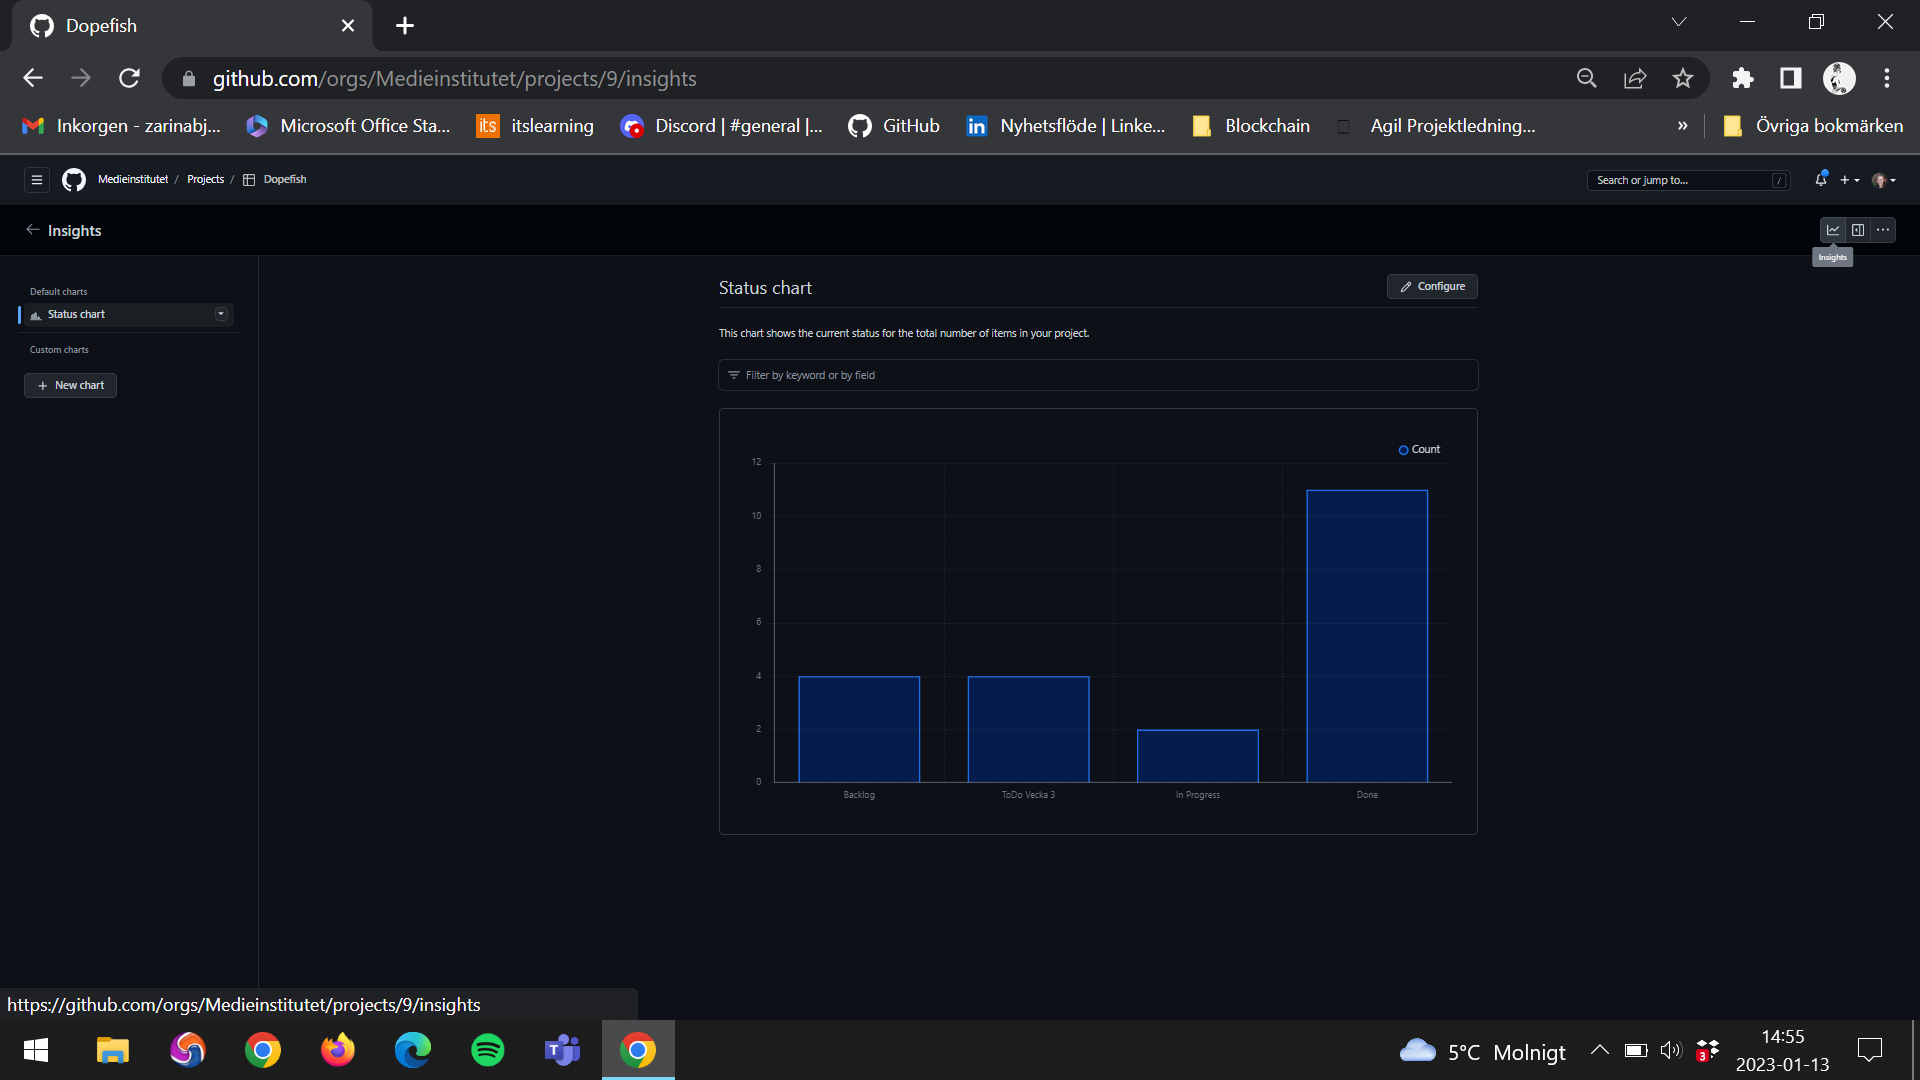 Dopefish
github.com/orgs/Medieinstitutet/projects/9/insights
Inkorgen - zarinabj...
Microsoft Office Sta...
its
itslearning
Discord | #general |...
GitHub
in
Nyhetsflöde | Linke...
Blockchain
Agil Projektledning...
»
Övriga bokmärken
Medieinstitutet / Projects / Dopefish
Search or jump to...
/
Insights
Insights
Default charts
Status chart
Custom charts
New chart
Status chart
Configure
This chart shows the current status for the total number of items in your project.
Filter by keyword or by field
Count
12
10
8
6
4
2
0
Backlog
ToDo Vecka 3
In Progress
Done
https://github.com/orgs/Medieinstitutet/projects/9/insights
5°C Molnigt
3
14:55
2023-01-13